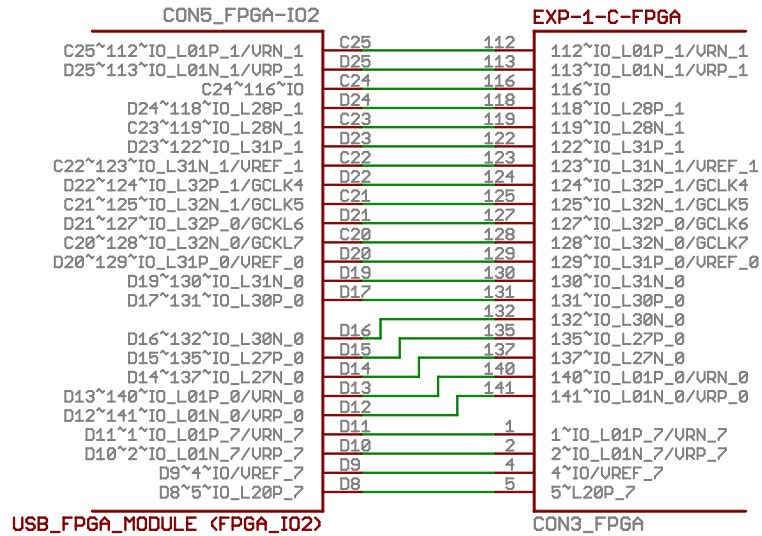 CON5_FPGA-IO2 EXP-1-C-FPGA
C25~112~IO_L01P_1/VRN_1 C25 112 112~IO_L01P_1/VRN_1
D25~113~IO_L01N_1/VRP_1 D25 113 113~IO_L01N_1/VRP_1
C24~116~IO C24 116 116~IO
D24~118~IO_L28P_1 D24 118 118~IO_L28P_1
C23~119~IO_L28N_1 C23 119 119~IO_L28N_1
D23~122~IO_L31P_1 D23 122 122~IO_L31P_1
C22~123~IO_L31N_1/VREF_1 C22 123 123~IO_L31N_1/VREF_1
D22~124~IO_L32P_1/GCLK4 D22 124 124~IO_L32P_1/GCLK4
C21~125~IO_L32N_1/GCLK5 C21 125 125~IO_L32N_1/GCLK5
D21~127~IO_L32P_0/GCKL6 D21 127 127~IO_L32P_0/GCLK6
C20~128~IO_L32N_0/GCKL7 C20 128 128~IO_L32N_0/GCLK7
D20~129~IO_L31P_0/VREF_0 D20 129 129~IO_L31P_0/VREF_0
D19~130~IO_L31N_0 D19 130 130~IO_L31N_0
D17~131~IO_L30P_0 D17 131 131~IO_L30P_0
132 132~IO_L30N_0
D16~132~IO_L30N_0 D16 135 135~IO_L27P_0
D15~135~IO_L27P_0 D15 137 137~IO_L27N_0
D14~137~IO_L27N_0 D14 140 140~IO_L01P_0/VRN_0
D13~140~IO_L01P_0/VRN_0 D13 141 141~IO_L01N_0/VRP_0
D12~141~IO_L01N_0/VRP_0 D12
D11~1~IO_L01P_7/VRN_7 D11 1 1~IO_L01P_7/VRN_7
D10~2~IO_L01N_7/VRP_7 D10 2 2~IO_L01N_7/VRP_7
D9~4~IO/VREF_7 D9 4 4~IO/VREF_7
D8~5~IO_L20P_7 D8 5 5~L20P_7
USB_FPGA_MODULE (FPGA_IO2) CON3_FPGA